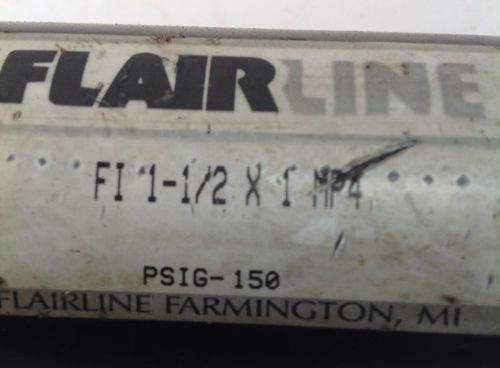 FLAIRLINE
FI 1-1/2 X 1 MP4
PSIG-150
FLAIRLINE FARMINGTON, MI